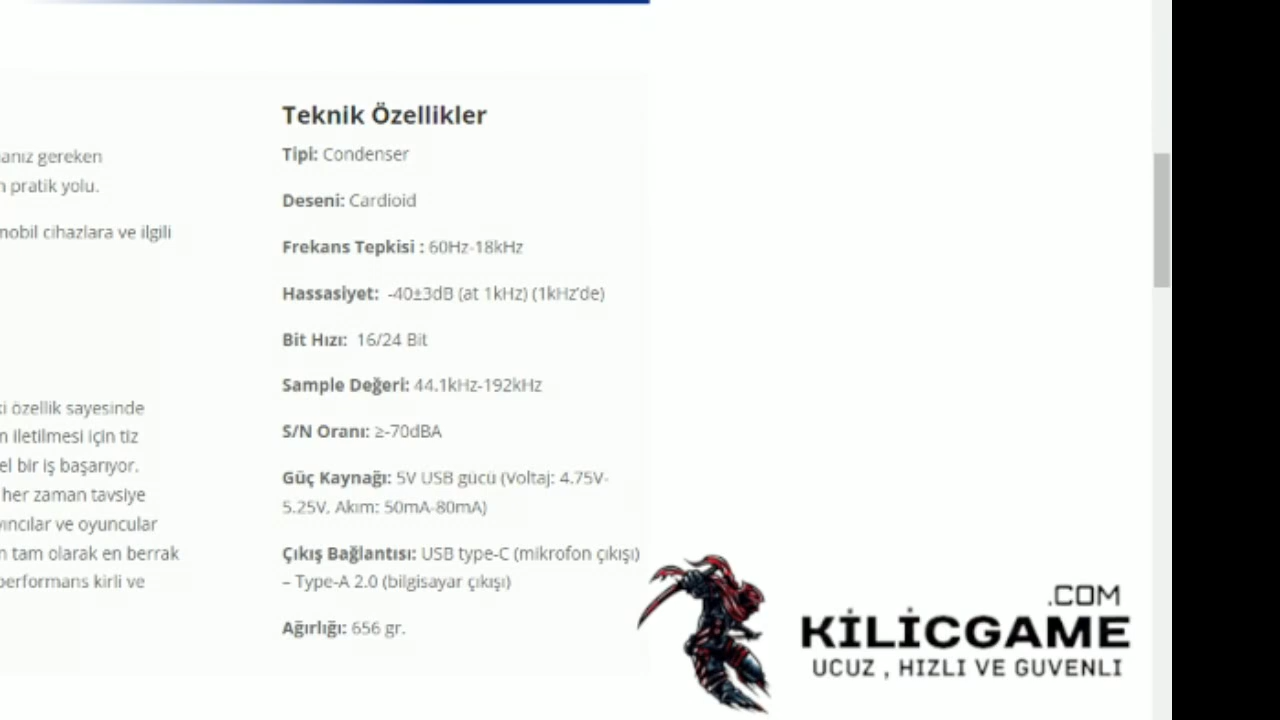 anız gereken
pratik yolu.
mobil cihazlara ve ilgili
özellik sayesinde
iletilmesi için tiz
el bir iş başarıyor.
her zaman tavsiye
yıncılar ve oyuncular
tam olarak en berrak
performans kirli ve
Teknik Özellikler
Tipi: Condenser
Deseni: Cardioid
Frekans Tepkisi : 60Hz-18kHz
Hassasiyet: -40±3dB (at 1kHz) (1kHz'de)
Bit Hızı: 16/24 Bit
Sample Değeri: 44.1kHz-192kHz
S/N Oranı: ≥-70dBA
Güç Kaynağı: 5V USB gücü (Voltaj: 4.75V-
5.25V, Akım: 50mA-80mA)
Çıkış Bağlantısı: USB type-C (mikrofon çıkışı)
– Type-A 2.0 (bilgisayar çıkışı)
Ağırlığı: 656 gr.
.COM
KİLİCGAME
UCUZ , HIZLI VE GUVENLI